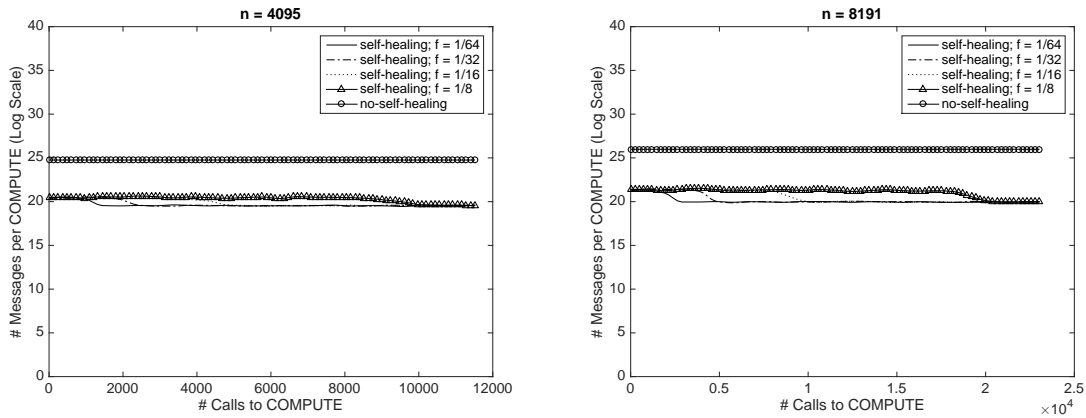 n = 4095
# Messages per COMPUTE (Log Scale)
40
35
30
25
20
15
10
5
0
self-healing; f = 1/64
self-healing; f = 1/32
self-healing; f = 1/16
self-healing; f = 1/8
no-self-healing
0 2000 4000 6000 8000 10000 12000
# Calls to COMPUTE
n = 8191
# Messages per COMPUTE (Log Scale)
40
35
30
25
20
15
10
5
0
self-healing; f = 1/64
self-healing; f = 1/32
self-healing; f = 1/16
self-healing; f = 1/8
no-self-healing
0 0.5 1 1.5 2 2.5
# Calls to COMPUTE
×10⁴